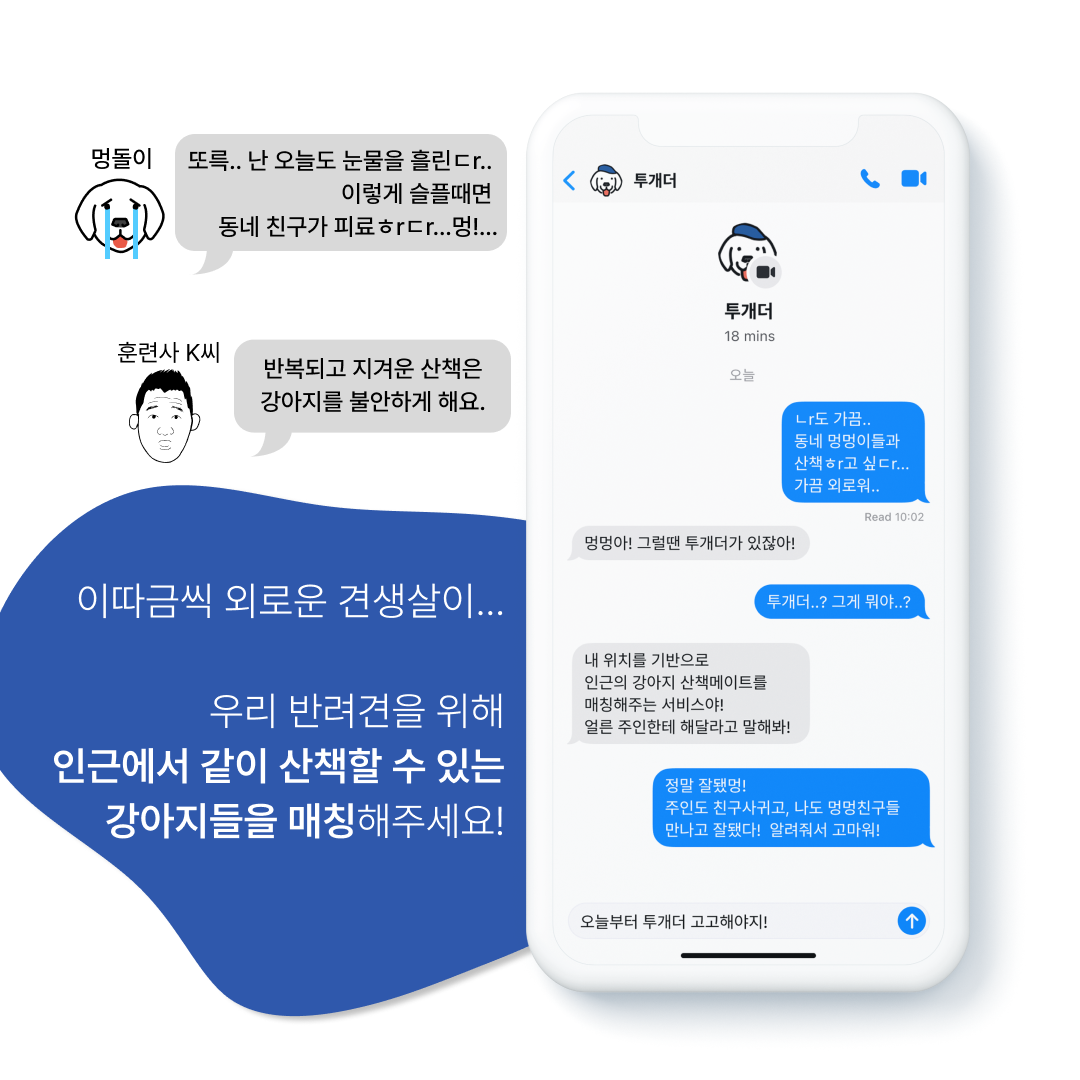 멍돌이
또륵.. 난 오늘도 눈물을 흘린ㄷr..
이렇게 슬플때면
동네 친구가 피료ㅎrㄷr...멍!...
훈련사 K씨
반복되고 지겨운 산책은
강아지를 불안하게 해요.
이따금씩 외로운 견생살이...
우리 반려견을 위해
인근에서 같이 산책할 수 있는
강아지들을 매칭해주세요!
투개더
투개더
18 mins
오늘
ㄴr도 가끔..
동네 멍멍이들과
산책ㅎr고 싶ㄷr...
가끔 외로워..
Read 10:02
멍멍아! 그럴땐 투개더가 있잖아!
투개더..? 그게 뭐야..?
내 위치를 기반으로
인근의 강아지 산책메이트를
매칭해주는 서비스야!
얼른 주인한테 해달라고 말해봐!
정말 잘됐멍!
주인도 친구사귀고, 나도 멍멍친구들
만나고 잘됐다! 알려줘서 고마워!
오늘부터 투개더 고고해야지!